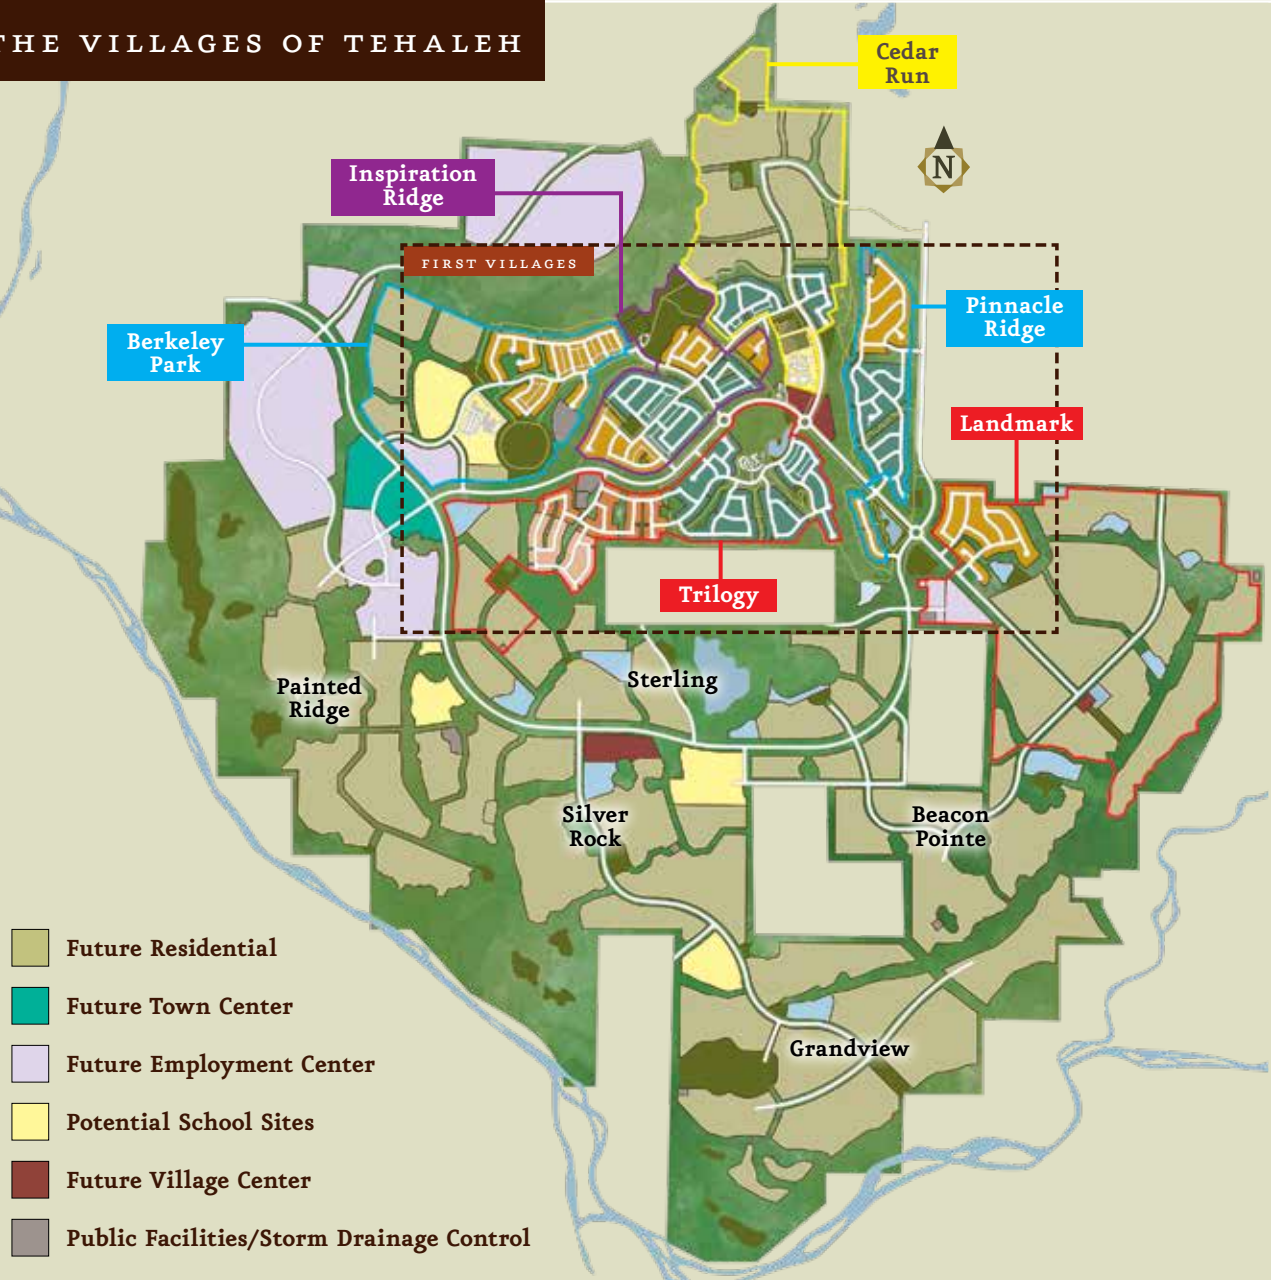 THE VILLAGES OF TEHALEH
Cedar
Run
N
Inspiration
Ridge
FIRST VILLAGES
Pinnacle
Ridge
Berkeley
Park
Landmark
Trilogy
Painted
Ridge
Sterling
Silver
Rock
Beacon
Pointe
Grandview
Future Residential
Future Town Center
Future Employment Center
Potential School Sites
Future Village Center
Public Facilities/Storm Drainage Control